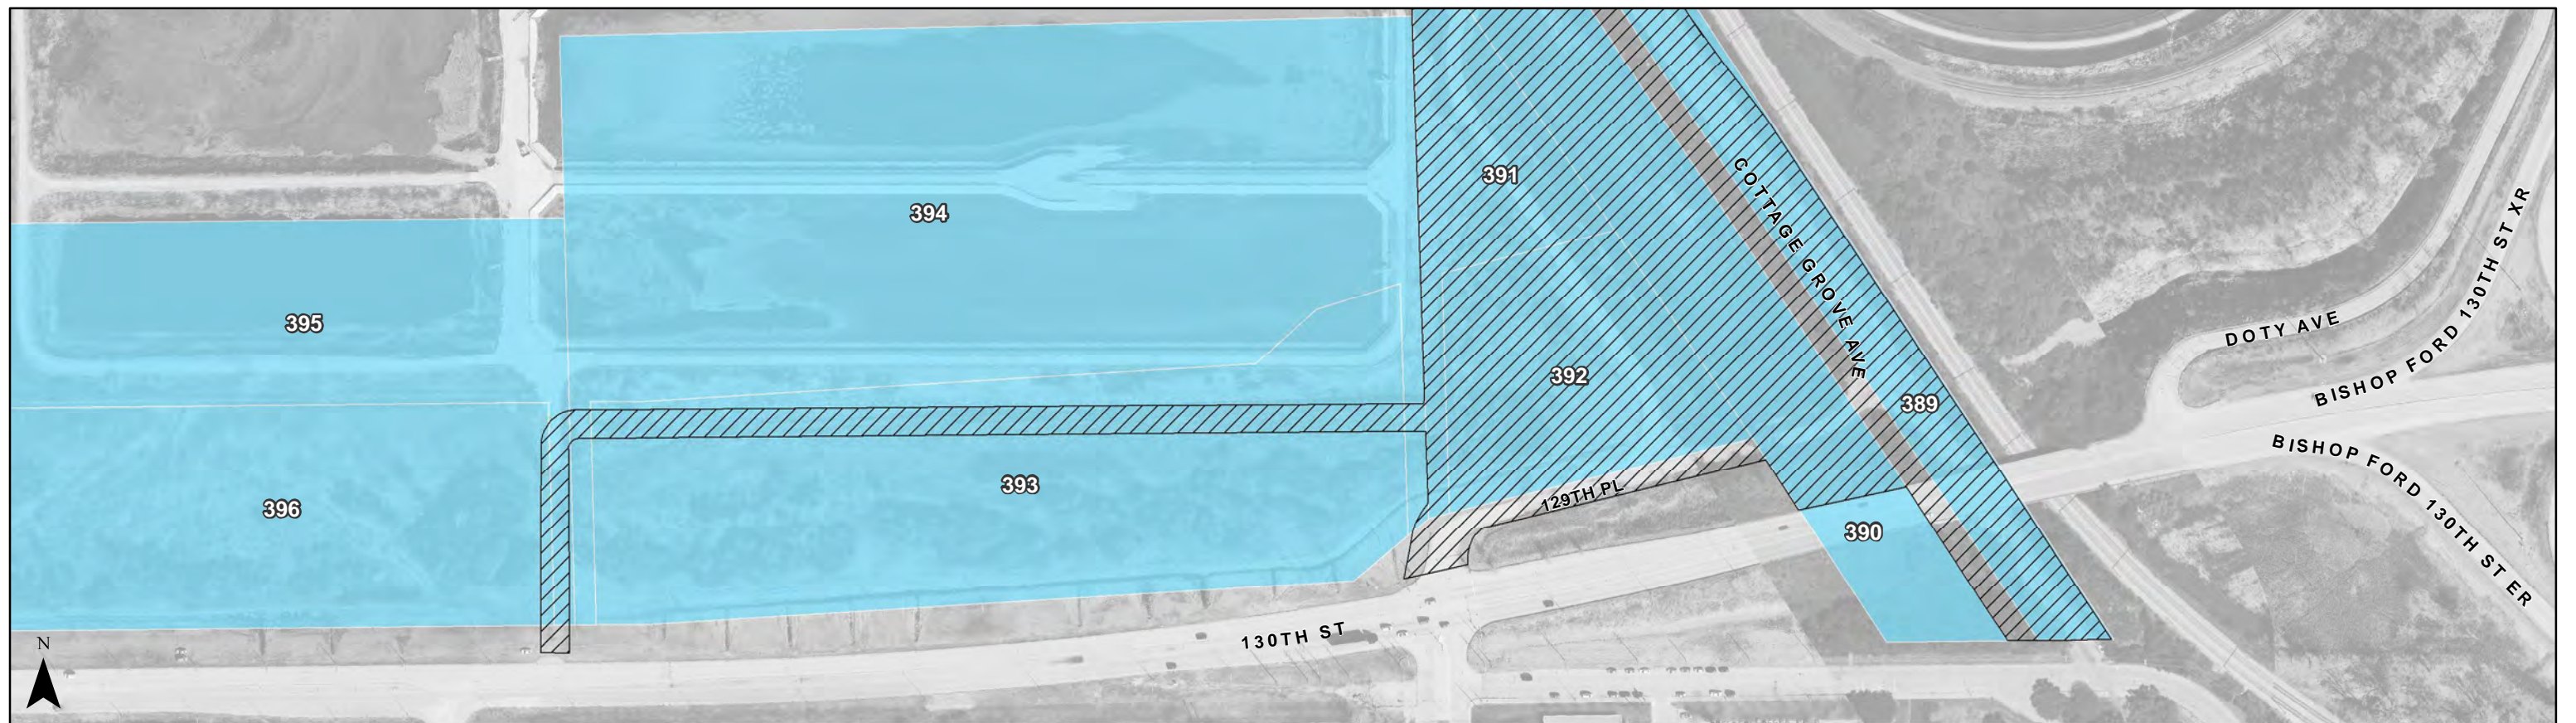 391
COTTAGE GROVE AVE
394
BISHOP FORD 130TH ST XR
395
DOTY AVE
392
389
BISHOP FORD 130TH ST ER
393
129TH PL
396
390
130TH ST
N